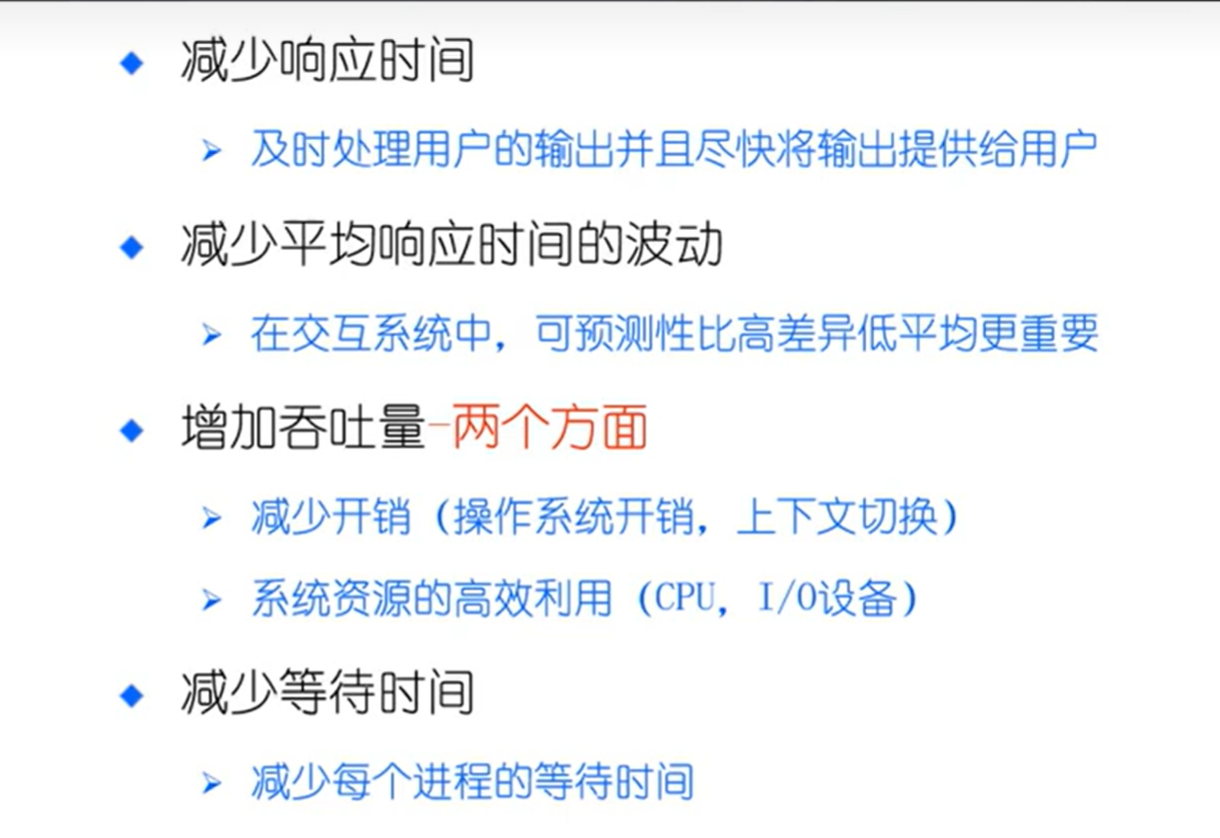 减少响应时间
及时处理用户的输出并且尽快将输出提供给用户
减少平均响应时间的波动
在交互系统中，可预测性比高差异低平均更重要
增加吞吐量-两个方面
减少开销（操作系统开销，上下文切换）
系统资源的高效利用（CPU，I/O设备）
减少等待时间
减少每个进程的等待时间